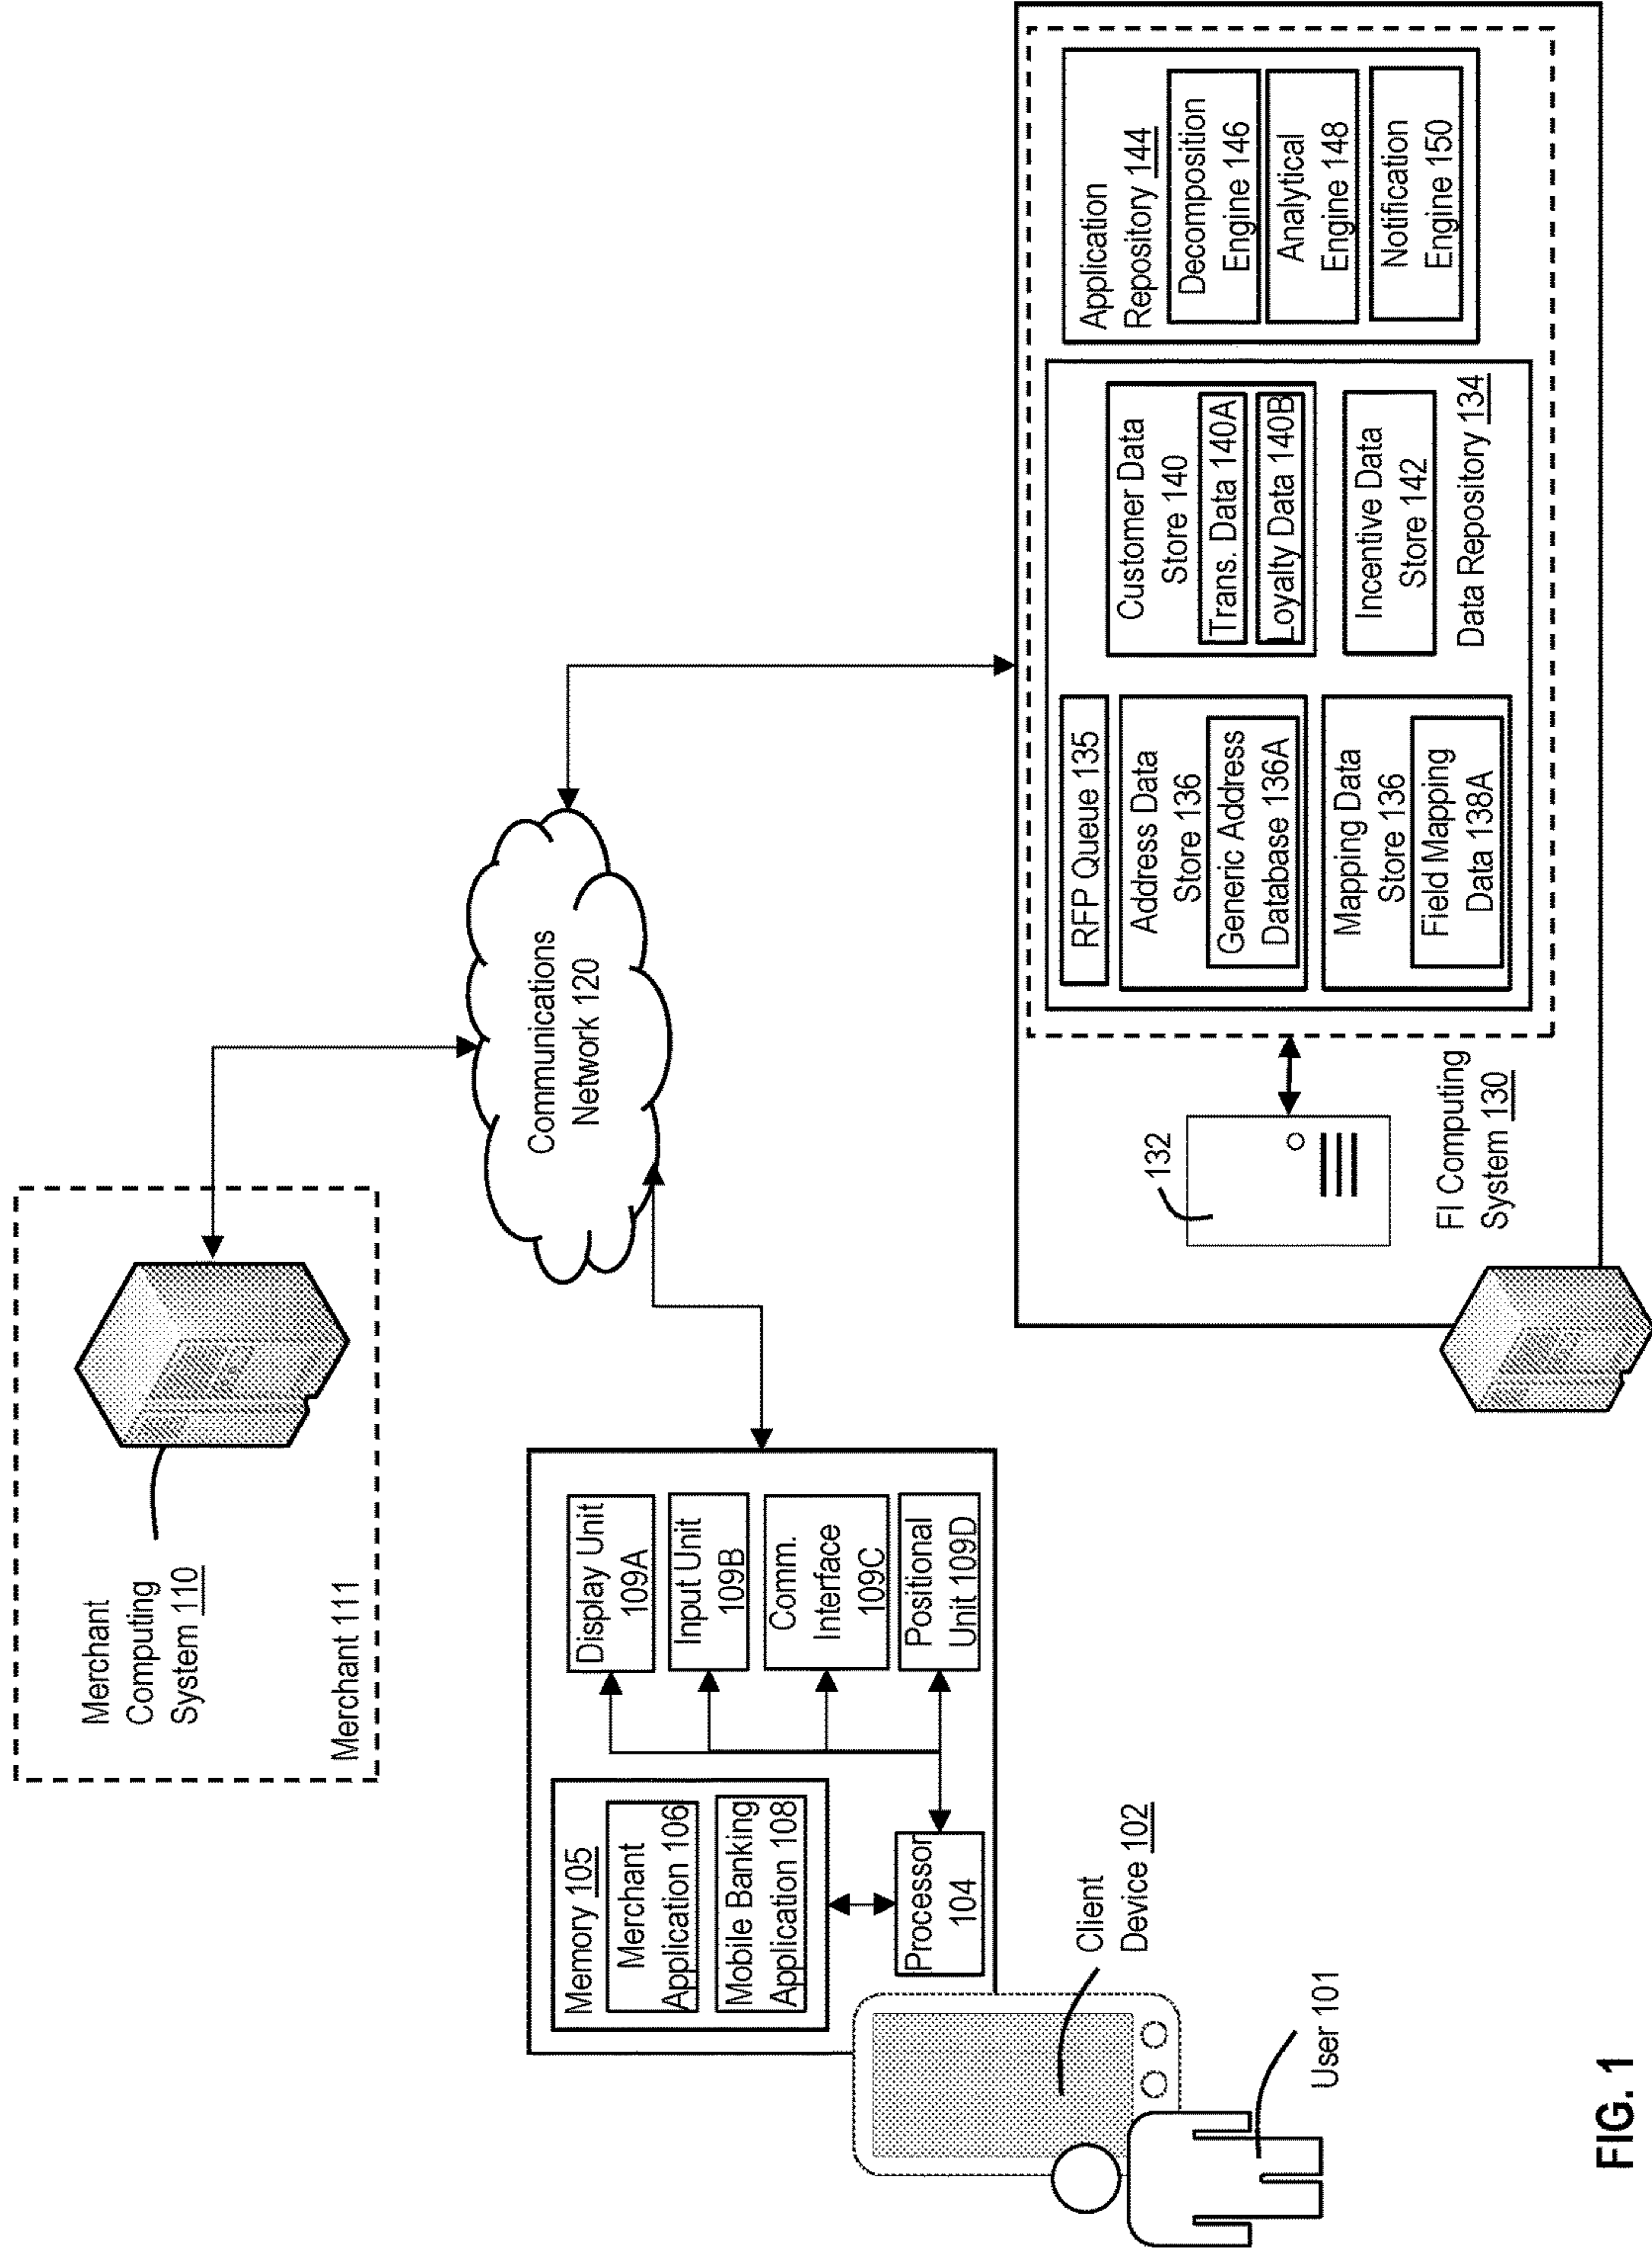 Merchant
Computing
System 110
Merchant 111
Communications
Network 120
Memory 105
Merchant
Application 106
Mobile Banking
Application 108
Processor
104
Display Unit
109A
Input Unit
109B
Comm.
Interface
109C
Positional
Unit 109D
Client
Device 102
User 101
132
FI Computing
System 130
RFP Queue 135
Address Data
Store 136
Generic Address
Database 136A
Mapping Data
Store 136
Field Mapping
Data 138A
Customer Data
Store 140
Trans. Data 140A
Loyalty Data 140B
Incentive Data
Store 142
Data Repository 134
Application
Repository 144
Decomposition
Engine 146
Analytical
Engine 148
Notification
Engine 150
FIG. 1